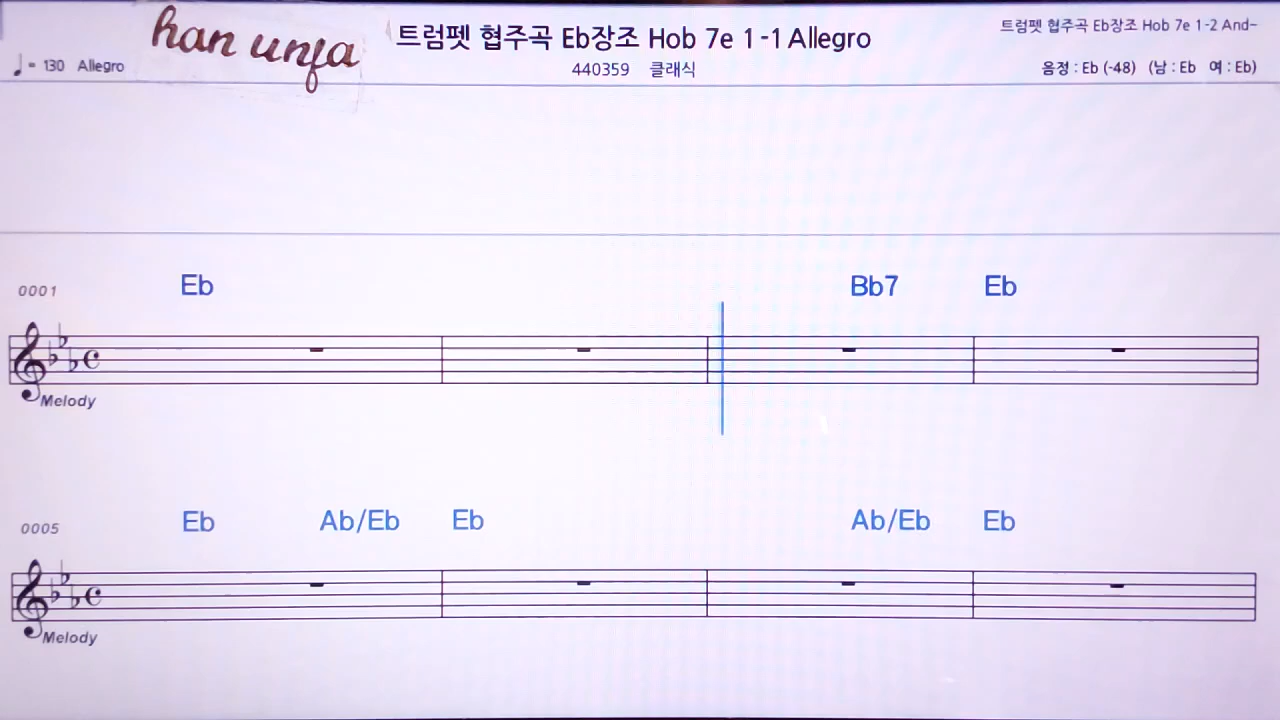 han unfa
트럼펫 협주곡 Eb장조 Hob 7e 1-1 Allegro
트럼펫 협주곡 Eb장조 Hob 7e 1-2 And~
♩= 130 Allegro
440359 클래식
음정 : Eb (-48) (남 : Eb 여 : Eb)
0001
Eb
Bb7
Eb
Melody
0005
Eb
Ab/Eb
Eb
Ab/Eb
Eb
Melody